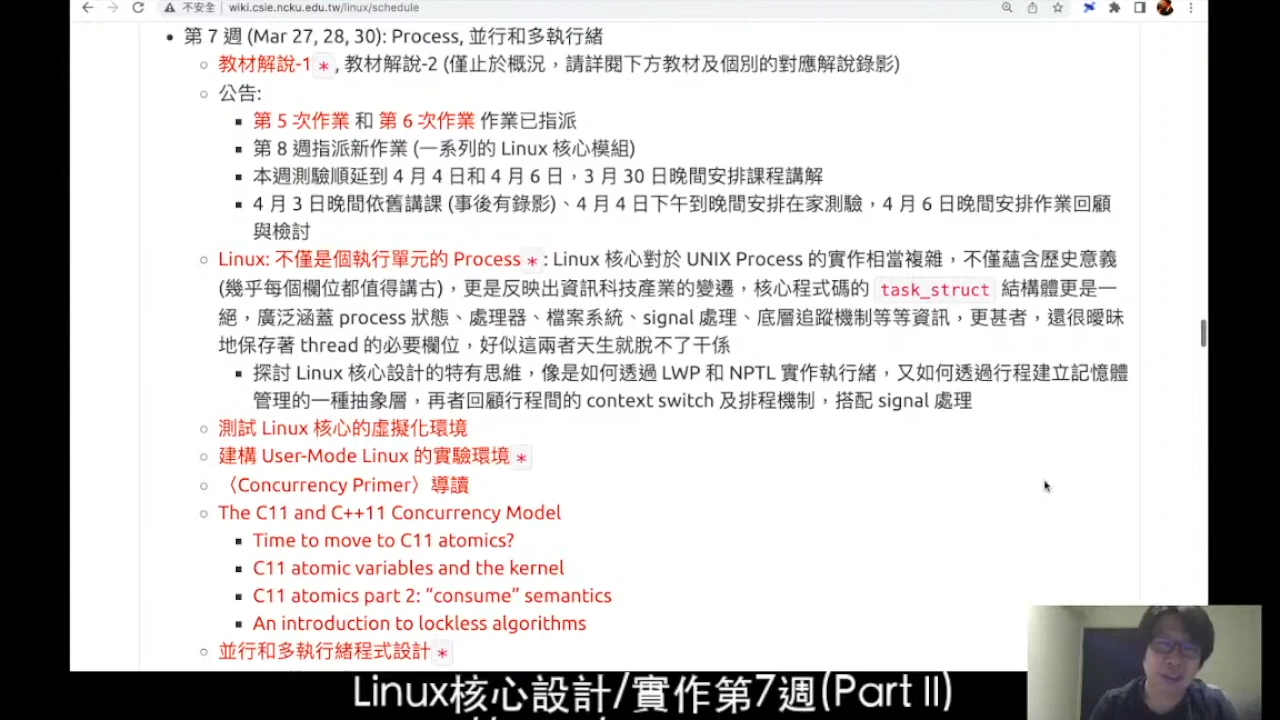 不安全 | wiki.csie.ncku.edu.tw/linux/schedule
• 第 7 週 (Mar 27, 28, 30): Process, 並行和多執行緒
教材解說-1*, 教材解說-2 (僅止於概況，請詳閱下方教材及個別的對應解說錄影)
公告:
第 5 次作業 和 第 6 次作業 作業已指派
第 8 週指派新作業 (一系列的 Linux 核心模組)
本週測驗順延到 4 月 4 日和 4 月 6 日，3 月 30 日晚間安排課程講解
4 月 3 日晚間依舊講課 (事後有錄影)、4 月 4 日下午到晚間安排在家測驗，4 月 6 日晚間安排作業回顧
與檢討
Linux: 不僅是個執行單元的 Process*: Linux 核心對於 UNIX Process 的實作相當複雜，不僅蘊含歷史意義
(幾乎每個欄位都值得講古)，更是反映出資訊科技產業的變遷，核心程式碼的 task_struct 結構體更是一
絕，廣泛涵蓋 process 狀態、處理器、檔案系統、signal 處理、底層追蹤機制等等資訊，更甚者，還很曖昧
地保存著 thread 的必要欄位，好似這兩者天生就脫不了干係
探討 Linux 核心設計的特有思維，像是如何透過 LWP 和 NPTL 實作執行緒，又如何透過行程建立記憶體
管理的一種抽象層，再者回顧行程間的 context switch 及排程機制，搭配 signal 處理
測試 Linux 核心的虛擬化環境
建構 User-Mode Linux 的實驗環境*
〈Concurrency Primer〉導讀
The C11 and C++11 Concurrency Model
Time to move to C11 atomics?
C11 atomic variables and the kernel
C11 atomics part 2: “consume” semantics
An introduction to lockless algorithms
並行和多執行緒程式設計*
Linux核心設計/實作第7週(Part II)